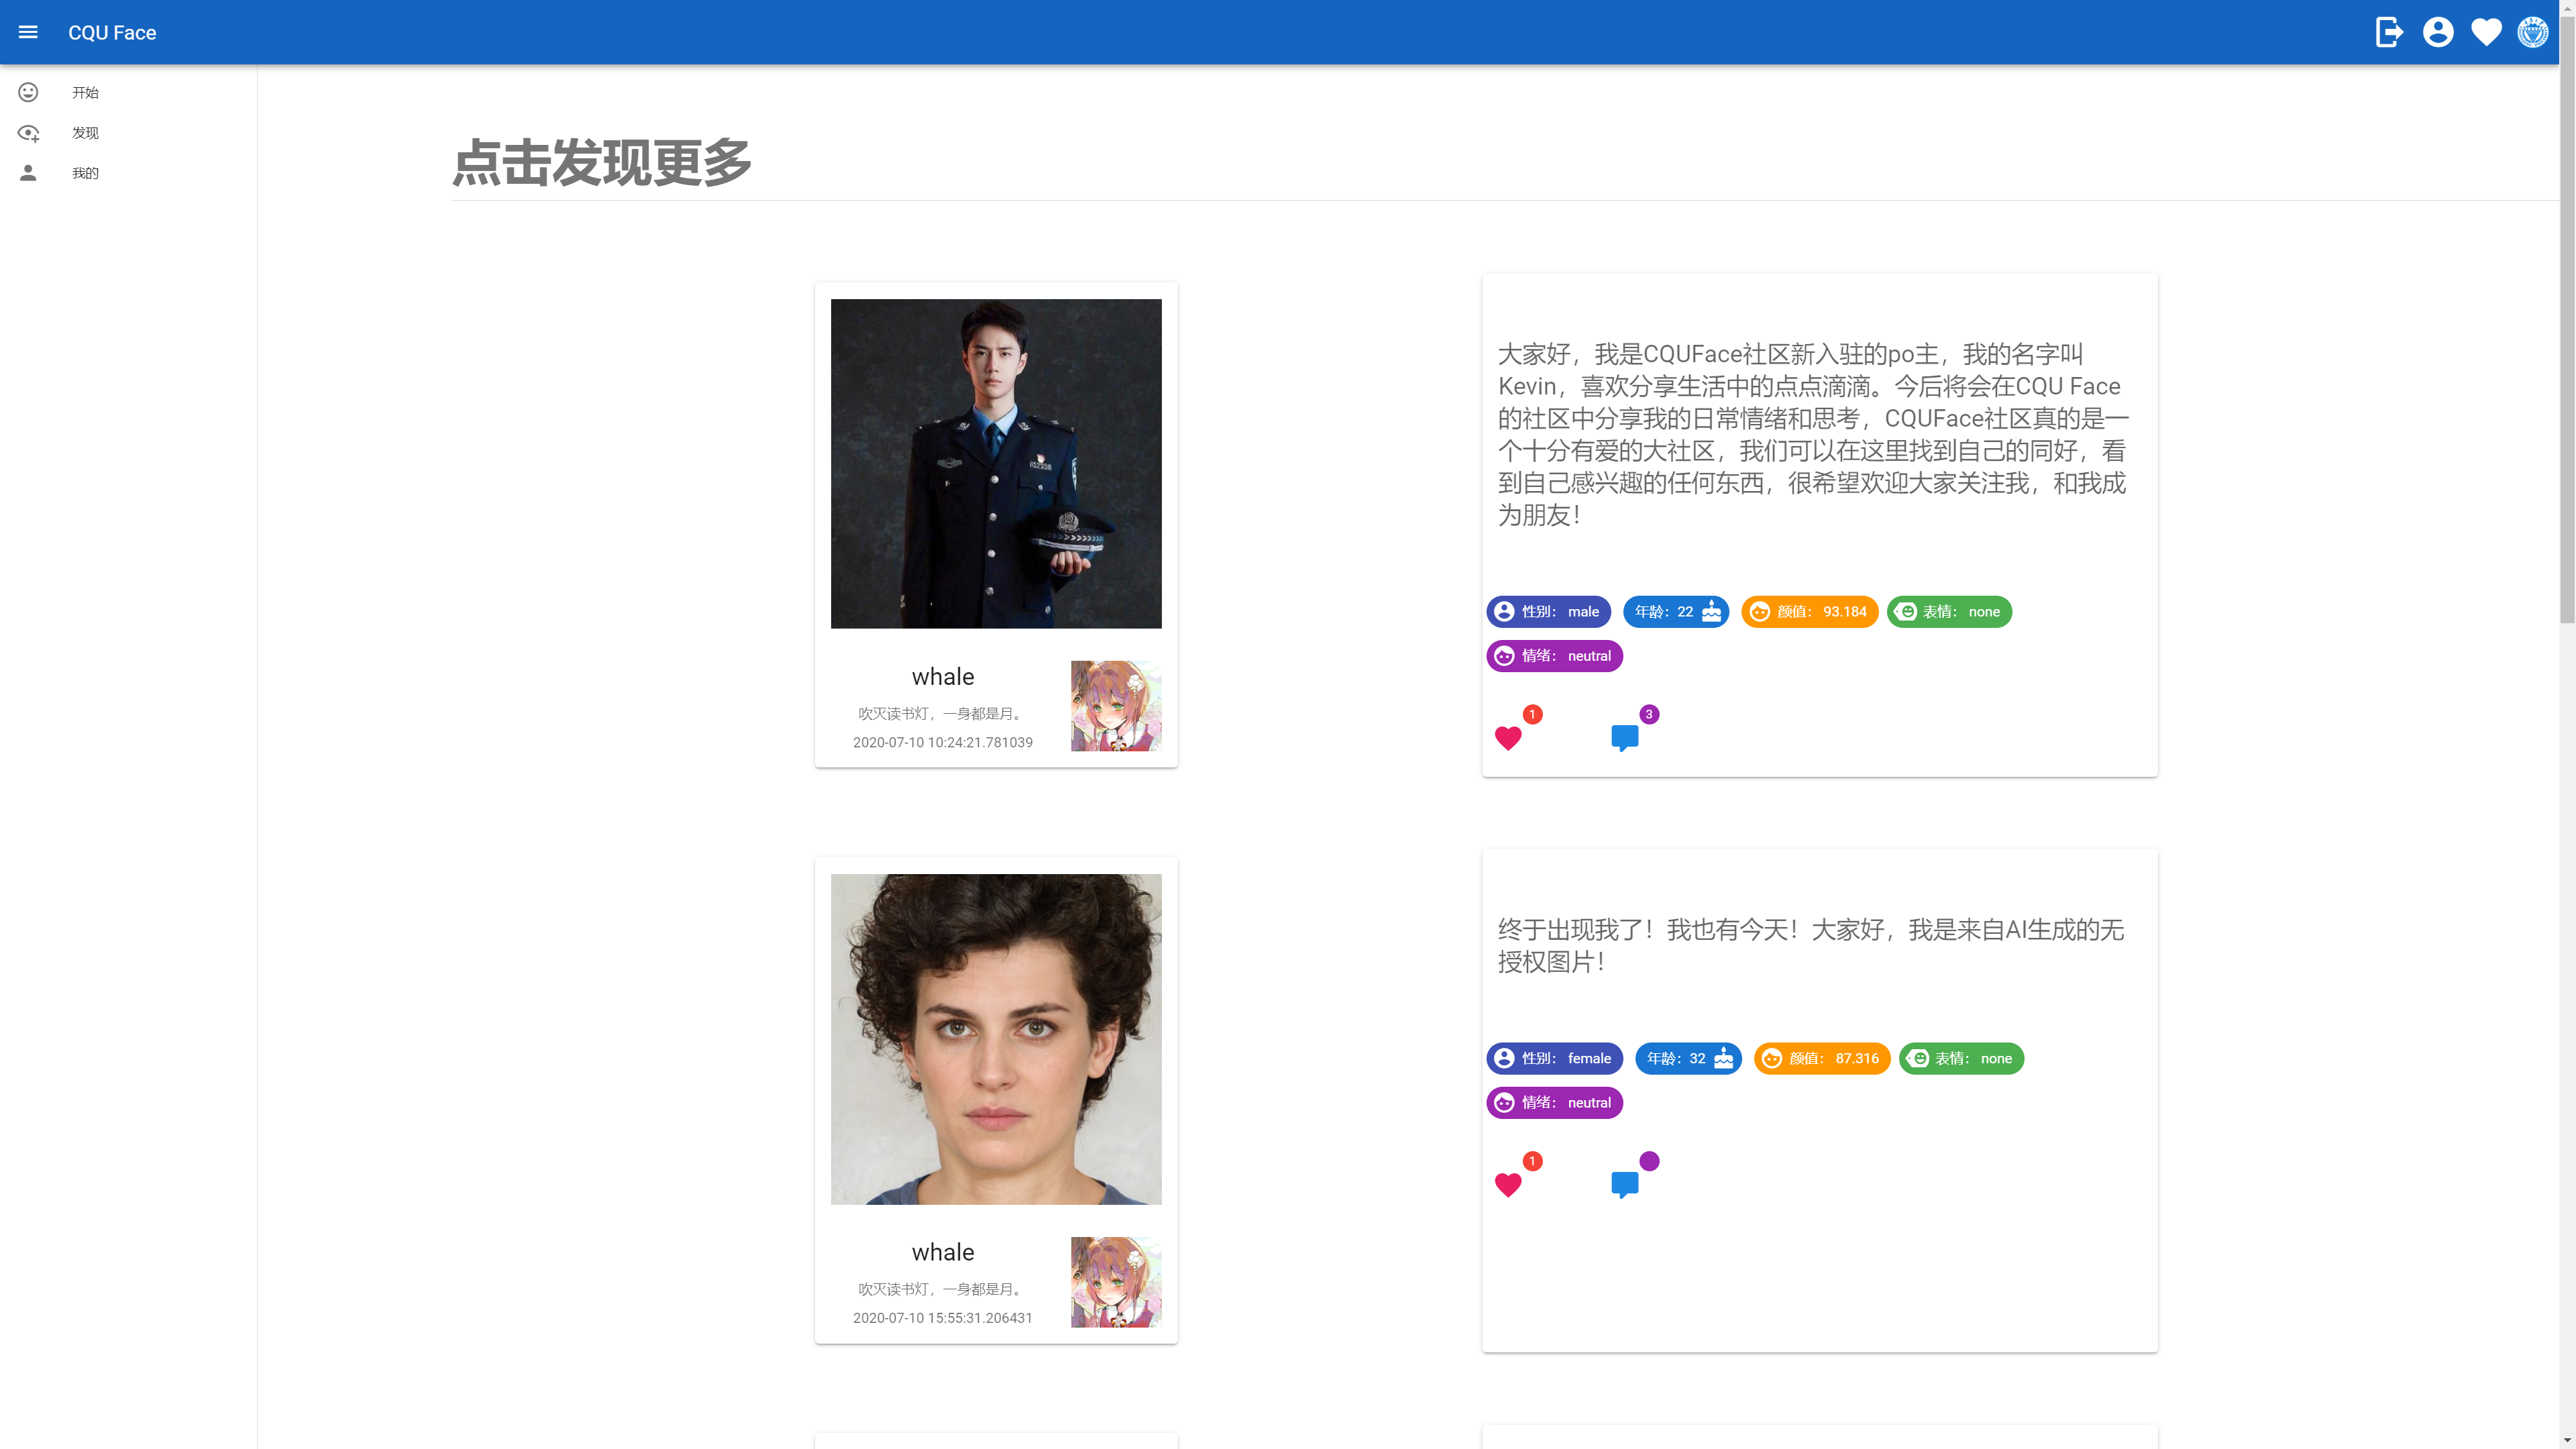 CQU Face
开始
发现
我的
点击发现更多
大家好，我是CQUFace社区新入驻的po主，我的名字叫
Kevin，喜欢分享生活中的点点滴滴。今后将会在CQU Face
的社区中分享我的日常情绪和思考，CQUFace社区真的是一
个十分有爱的大社区，我们可以在这里找到自己的同好，看
到自己感兴趣的任何东西，很希望欢迎大家关注我，和我成
为朋友！
性别： male
年龄：22
颜值： 93.184
表情： none
情绪： neutral
1
3
whale
吹灭读书灯，一身都是月。
2020-07-10 10:24:21.781039
终于出现我了！我也有今天！大家好，我是来自AI生成的无
授权图片！
性别： female
年龄：32
颜值： 87.316
表情： none
情绪： neutral
1
whale
吹灭读书灯，一身都是月。
2020-07-10 15:55:31.206431